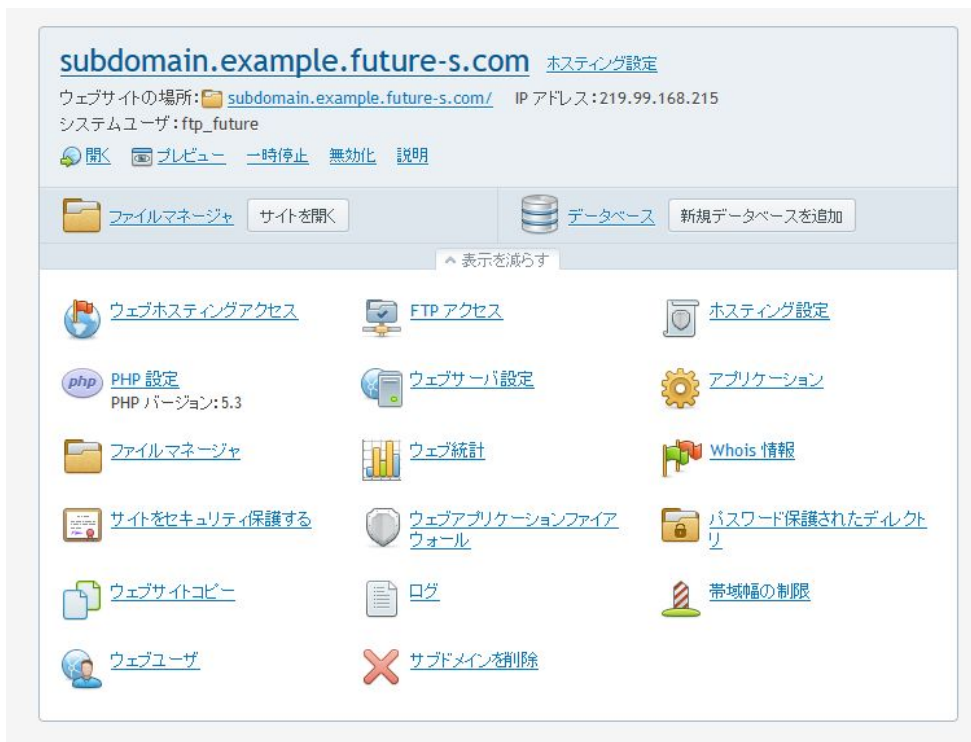 subdomain.example.future-s.com ホスティング設定
ウェブサイトの場所: subdomain.example.future-s.com/ IP アドレス:219.99.168.215
システムユーザ:ftp_future
開く プレビュー 一時停止 無効化 説明
ファイルマネージャ サイトを開く データベース 新規データベースを追加
表示を減らす
ウェブホスティングアクセス FTP アクセス ホスティング設定
php PHP 設定 ウェブサーバ設定 アプリケーション
PHP バージョン:5.3
ファイルマネージャ ウェブ統計 Whois 情報
サイトをセキュリティ保護する ウェブアプリケーションファイア パスワード保護されたディレクト
ウォール リ
ウェブサイトコピー ログ 帯域幅の制限
ウェブユーザ サブドメインを削除